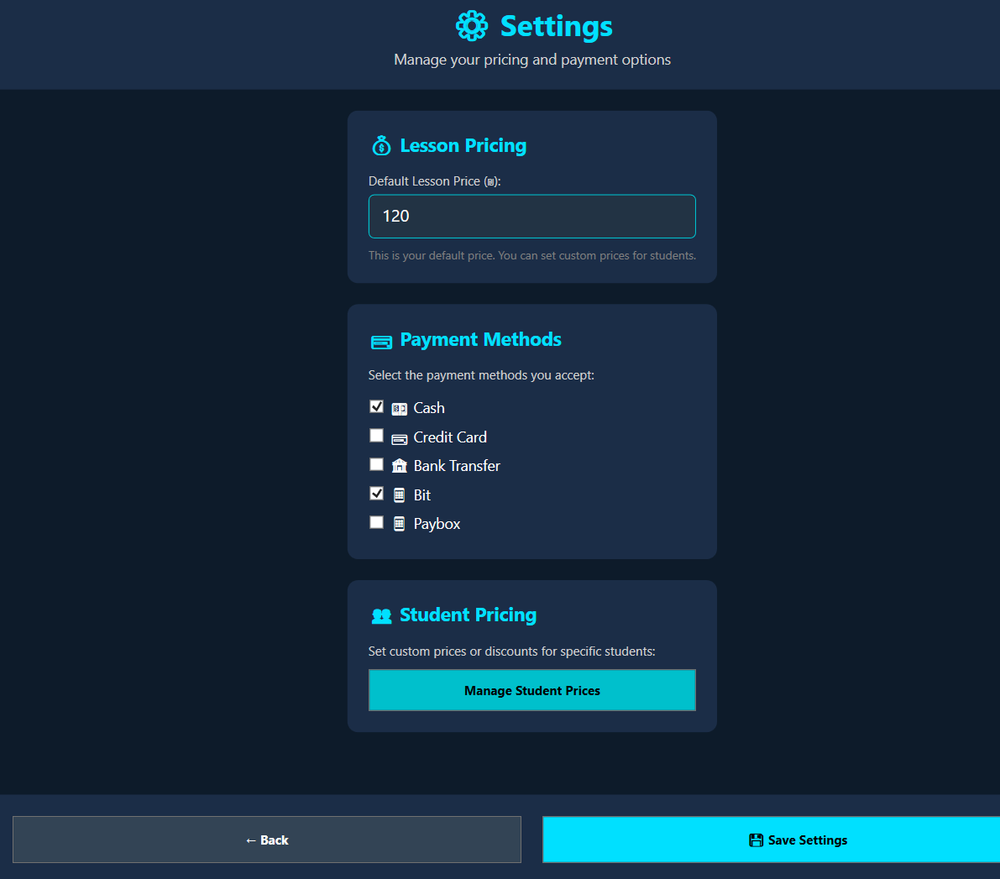 Settings
Manage your pricing and payment options
Lesson Pricing
Default Lesson Price (₪):
120
This is your default price. You can set custom prices for students.
Payment Methods
Select the payment methods you accept:
Cash
Credit Card
Bank Transfer
Bit
Paybox
Student Pricing
Set custom prices or discounts for specific students:
Manage Student Prices
← Back
Save Settings